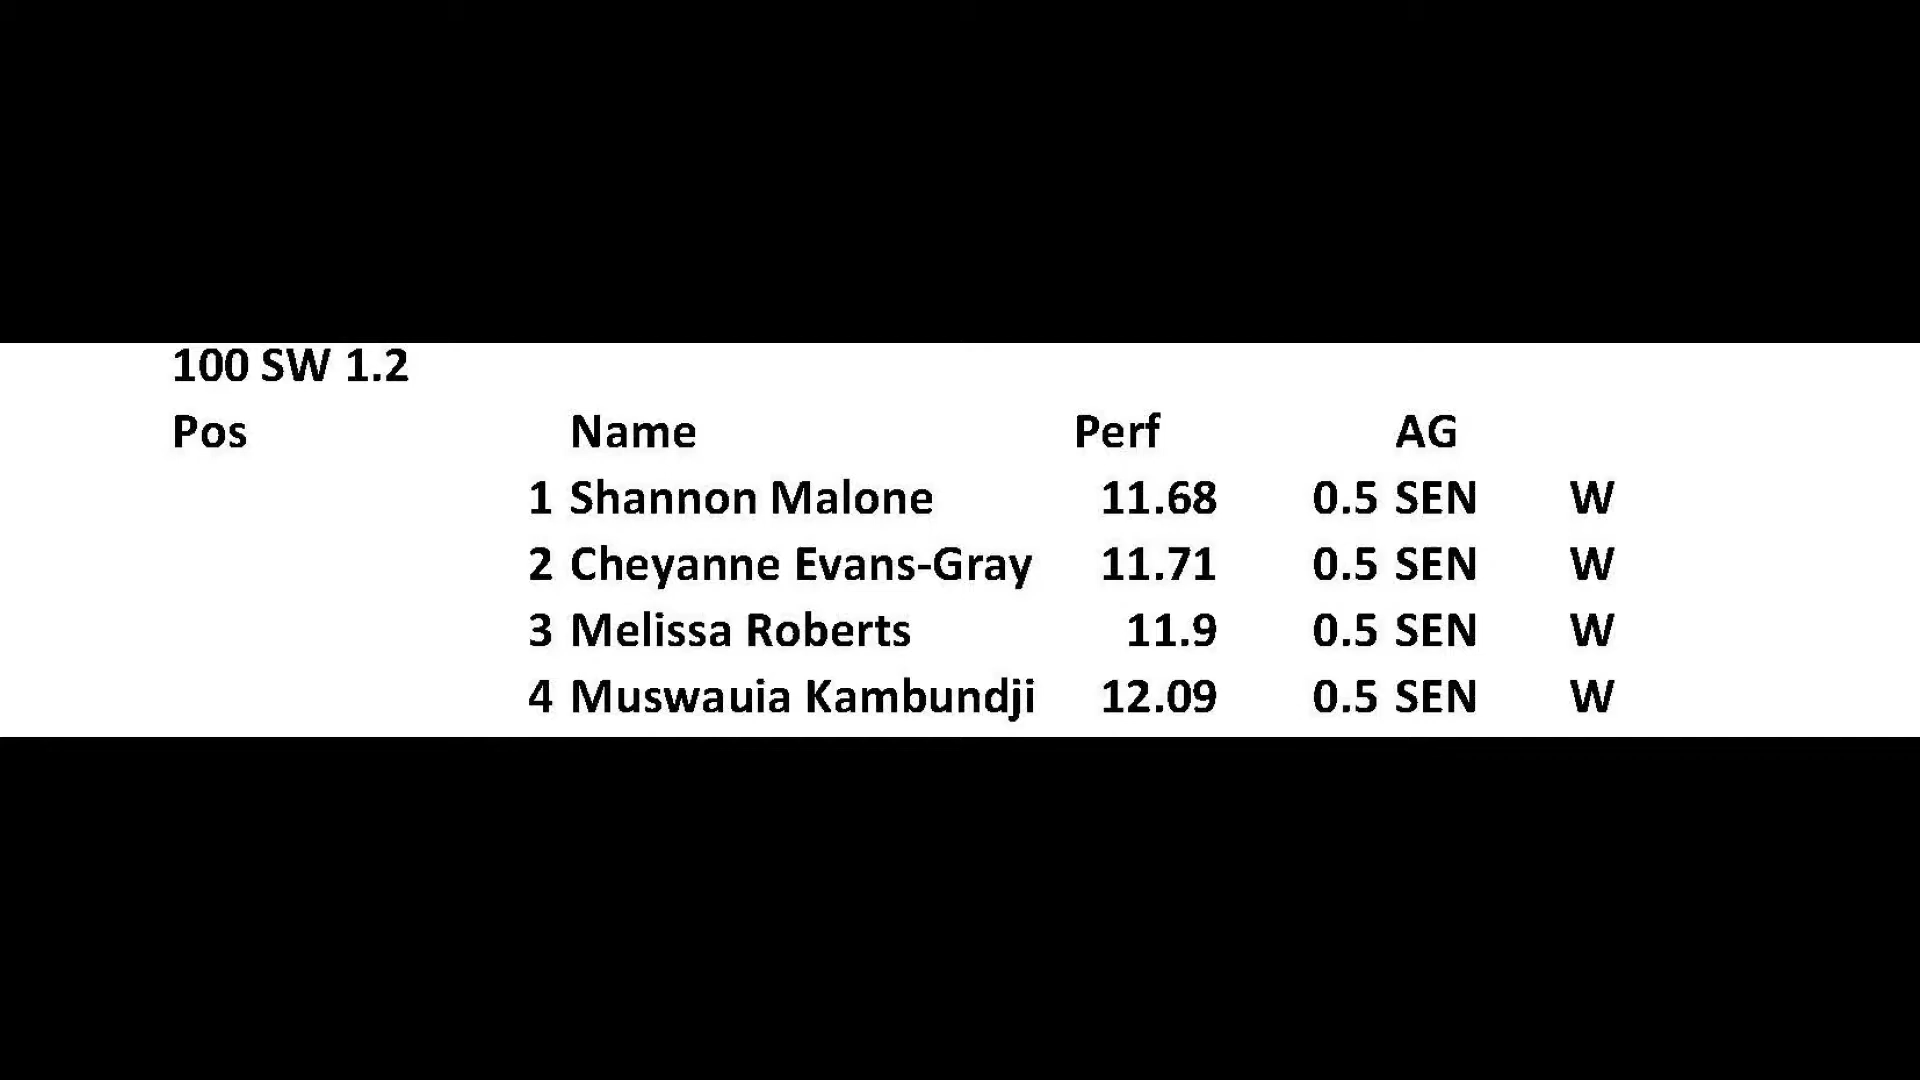 100 SW 1.2
Pos Name Perf AG
1 Shannon Malone 11.68 0.5 SEN W
2 Cheyanne Evans-Gray 11.71 0.5 SEN W
3 Melissa Roberts 11.9 0.5 SEN W
4 Muswauia Kambundji 12.09 0.5 SEN W